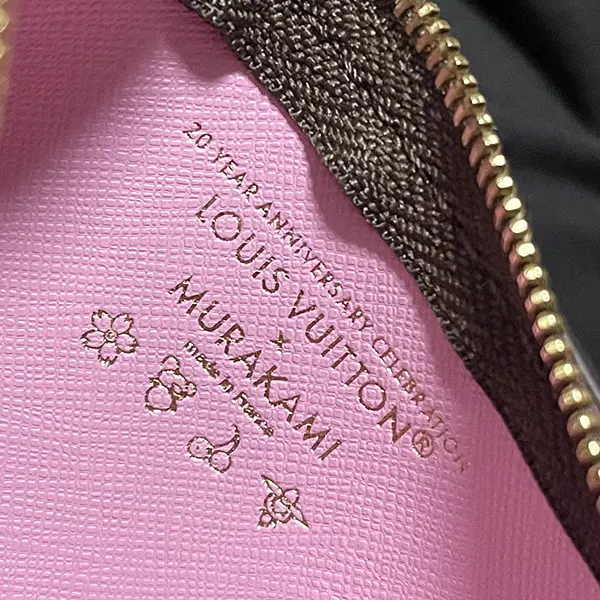 20 YEAR ANNIVERSARY CELEBRATION
LOUIS VUITTON®
×
MURAKAMI
made in France